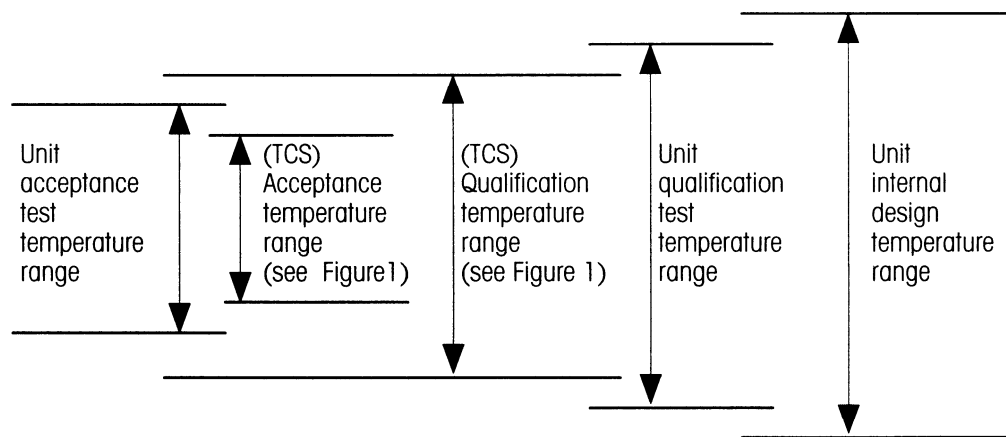 Unit
acceptance
test
temperature
range
(TCS)
Acceptance
temperature
range
(see Figure1)
(TCS)
Qualification
temperature
range
(see Figure 1)
Unit
qualification
test
temperature
range
Unit
internal
design
temperature
range